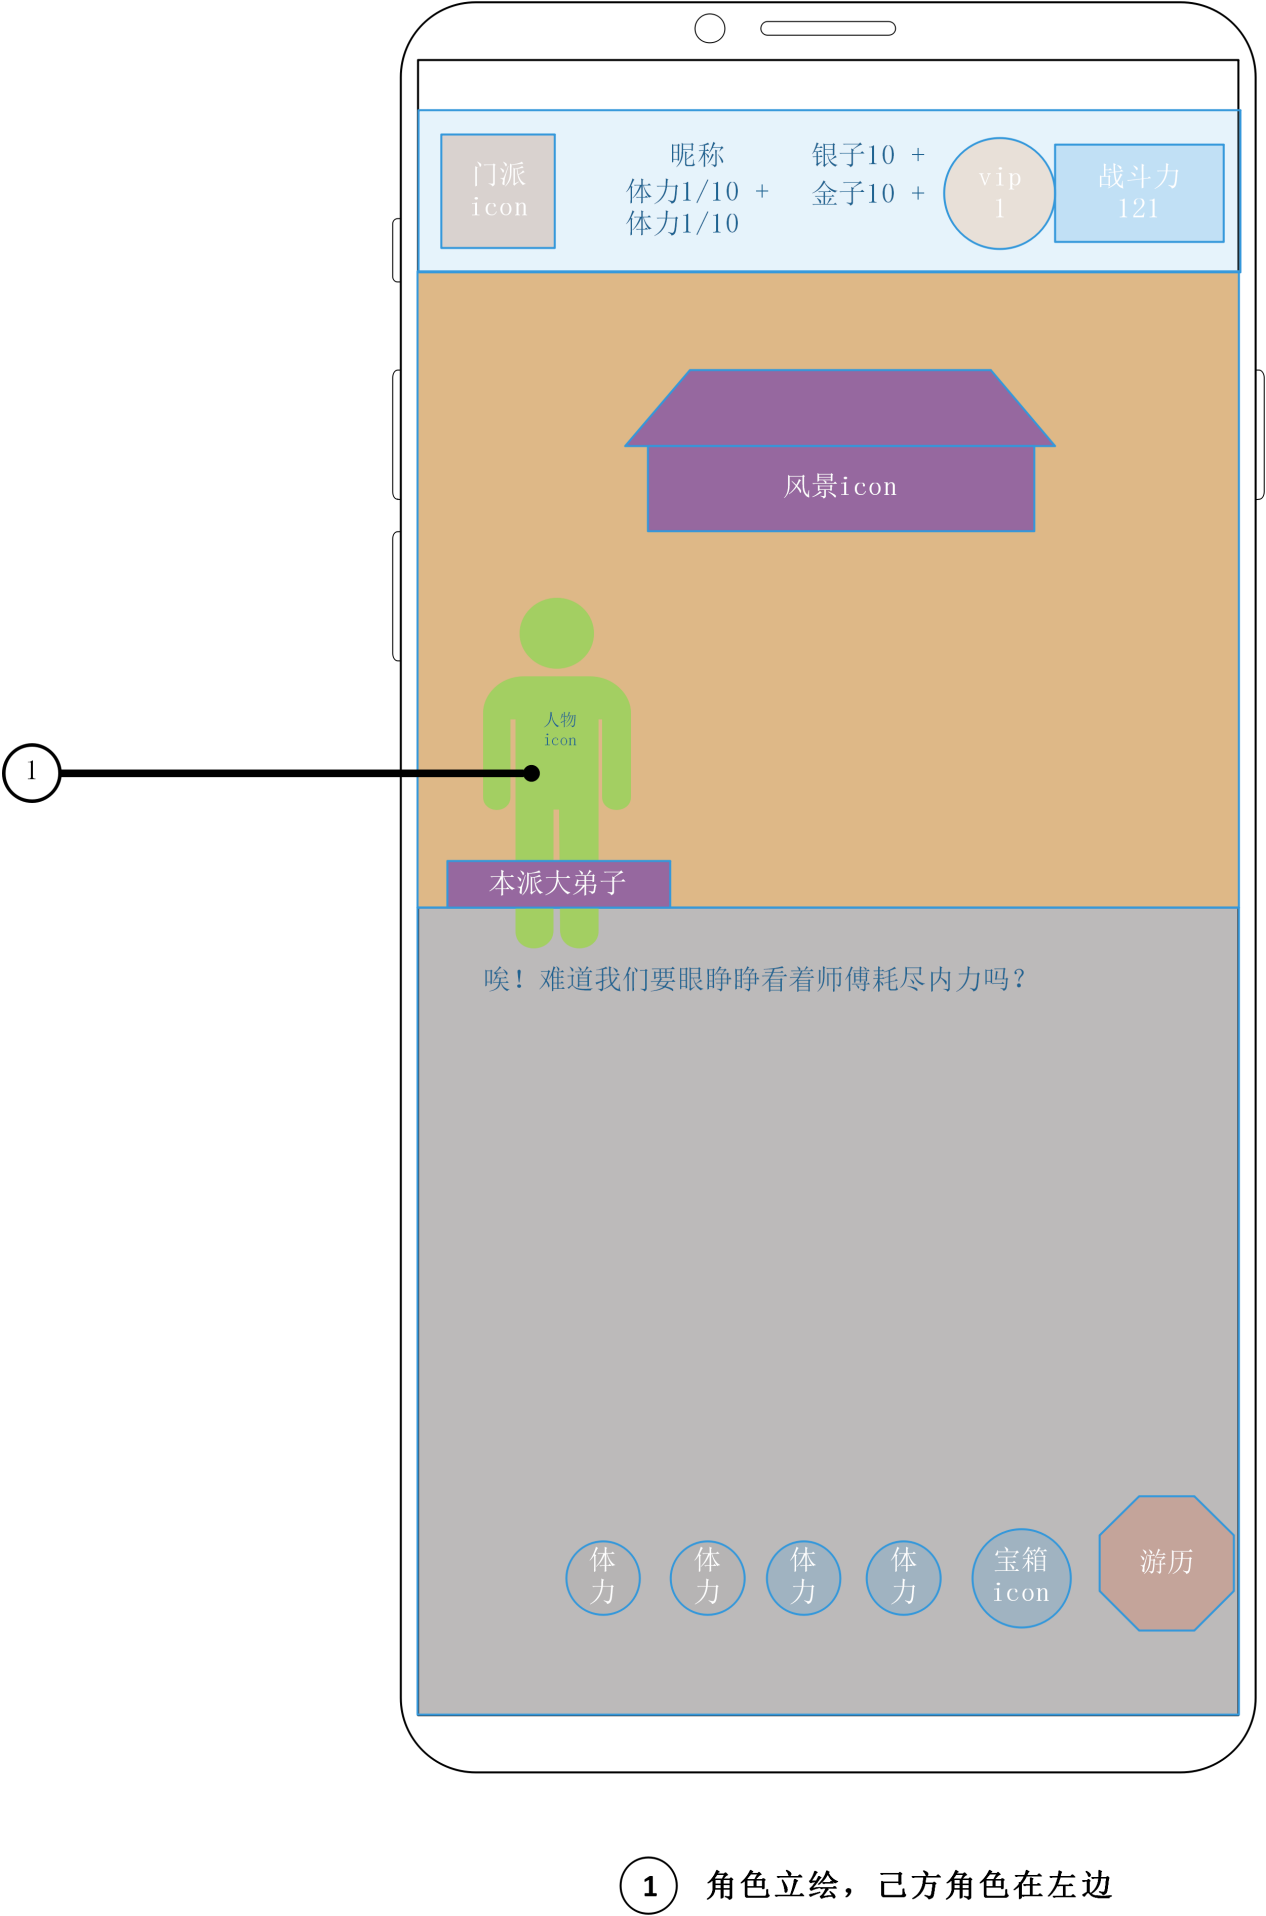 门派
icon
昵称
体力1/10 +
体力1/10
银子10 +
金子10 +
vip
1
战斗力
121
风景icon
人物
icon
1
本派大弟子
唉！难道我们要眼睁睁看着师傅耗尽内力吗？
体
力
体
力
体
力
体
力
宝箱
icon
游历
1 角色立绘，己方角色在左边